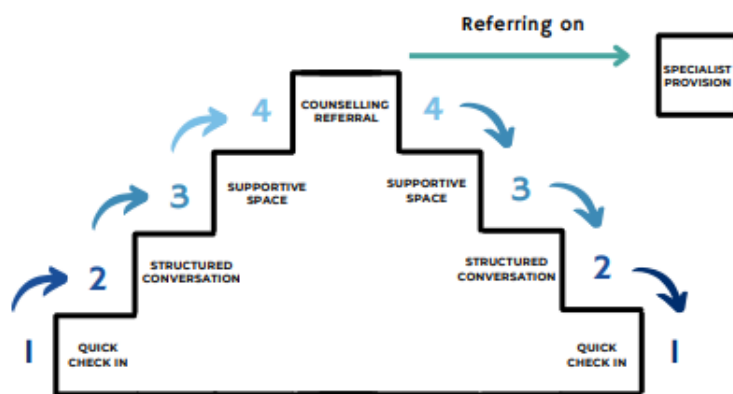 Referring on
SPECIALIST
PROVISION
4
COUNSELLING
REFERRAL
4
3
SUPPORTIVE
SPACE
SUPPORTIVE
SPACE
3
2
STRUCTURED
CONVERSATION
STRUCTURED
CONVERSATION
2
1
QUICK
CHECK IN
QUICK
CHECK IN
1